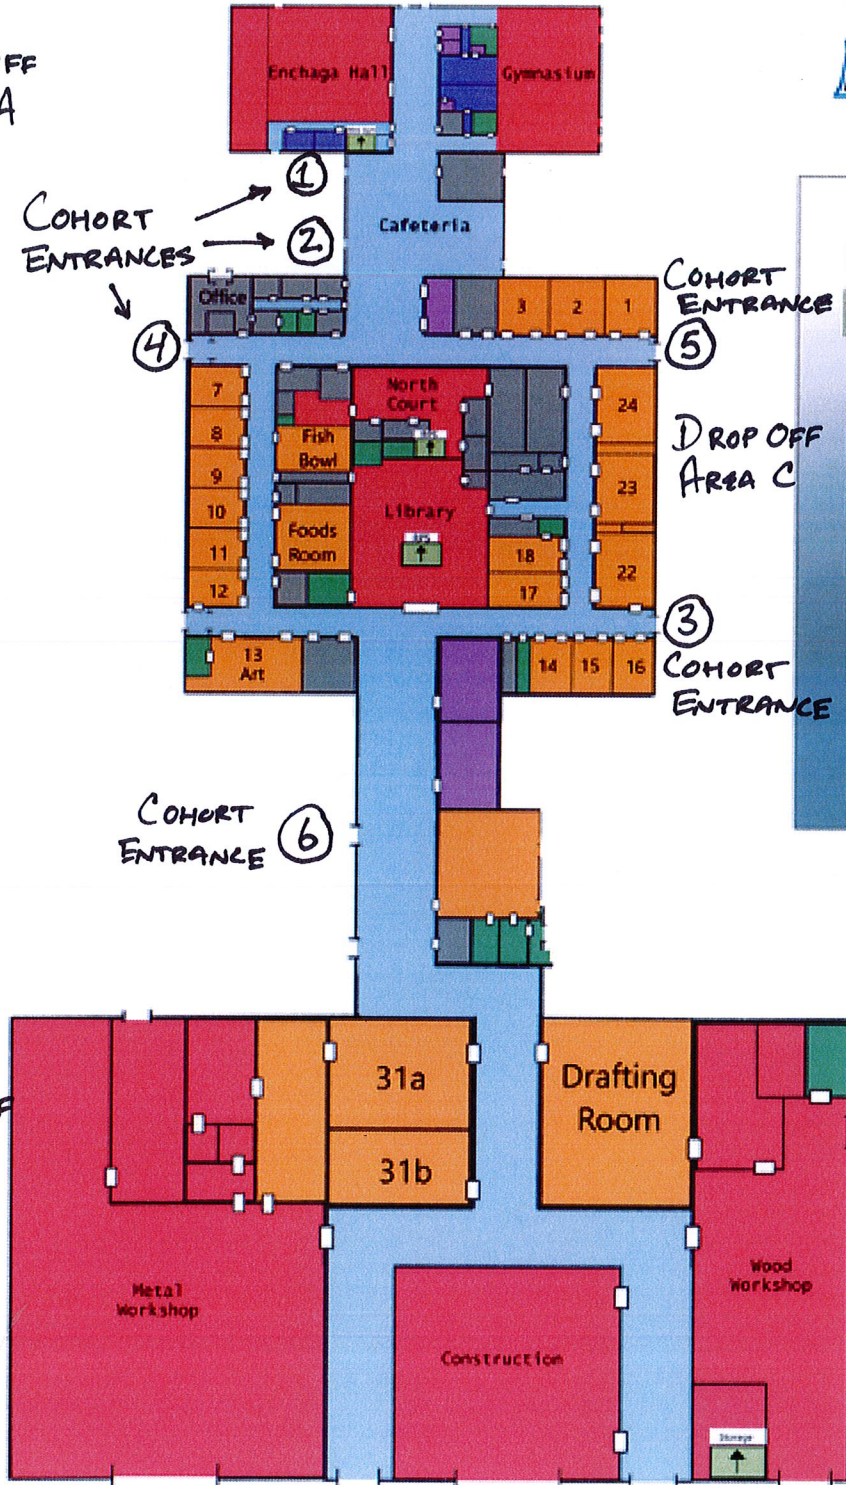 FF
A
Enchaga Hall
Gymnasium
1
COHORT
ENTRANCES
2
Cafeteria
Office
3
2
1
COHORT
ENTRANCE
4
5
7
North
Court
24
8
Fish
Bowl
DROP OFF
AREA C
9
23
10
Library
11
Foods
Room
18
22
12
17
3
13
Art
14
15
16
COHORT
ENTRANCE
COHORT
ENTRANCE
6
31a
Drafting
Room
31b
Metal
Workshop
Wood
Workshop
Construction
Storage